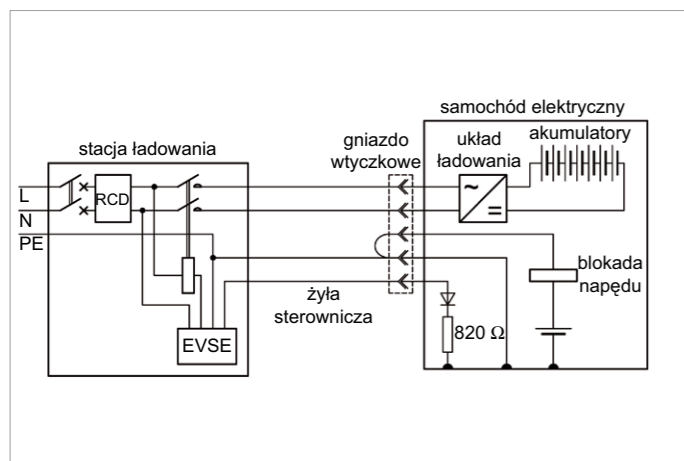 samochód elektryczny
stacja ładowania
gniazdo
wtyczkowe
układ
ładowania
akumulatory
L
RCD
N
PE
~
=
żyła
sterownicza
blokada
napędu
820 Ω
EVSE